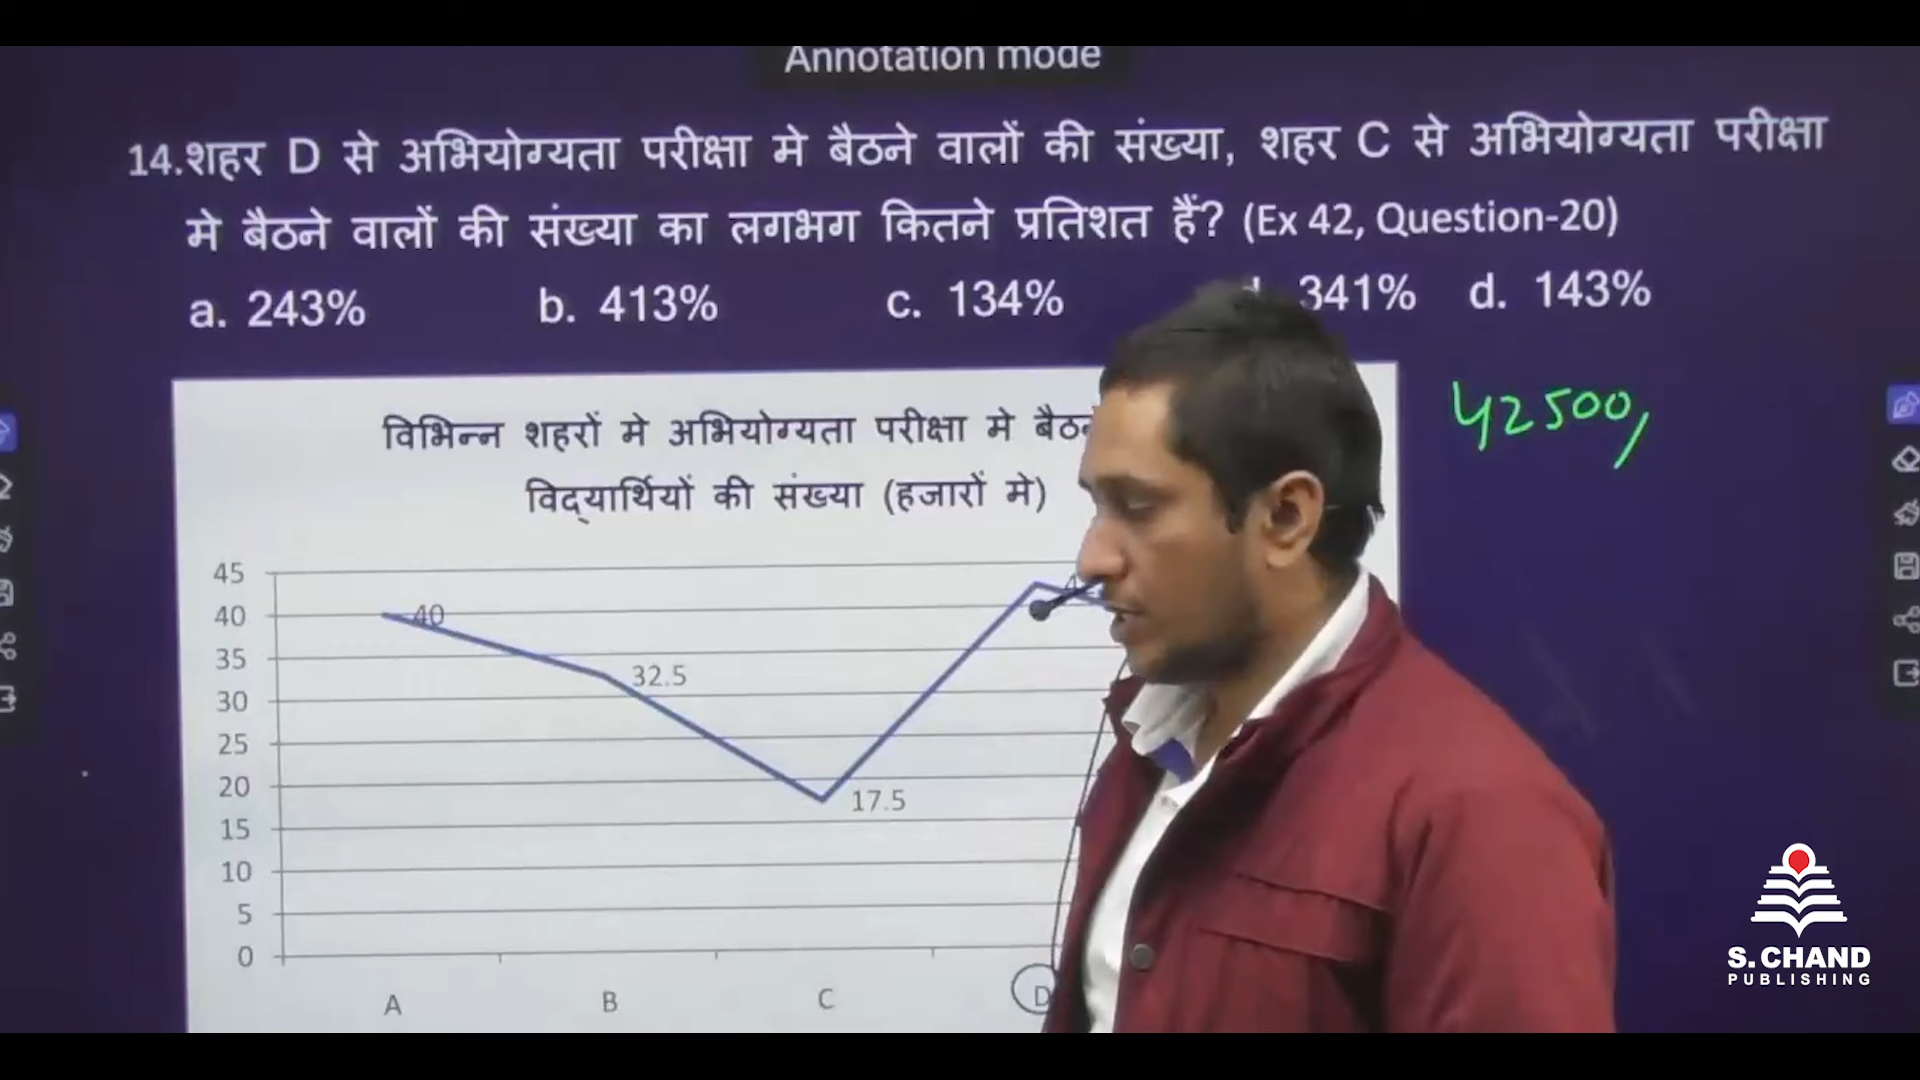 Annotation mode
14.शहर D से अभियोग्यता परीक्षा मे बैठने वालों की संख्या, शहर C से अभियोग्यता परीक्षा
मे बैठने वालों की संख्या का लगभग कितने प्रतिशत हैं? (Ex 42, Question-20)
a. 243% b. 413% c. 134% 341% d. 143%
42500,
विभिन्न शहरों मे अभियोग्यता परीक्षा मे
विद्यार्थियों की संख्या (हजारों मे)
45
40 40
35
32.5
30
25
20
17.5
15
10
5
0
A B C D
S. CHAND
PUBLISHING